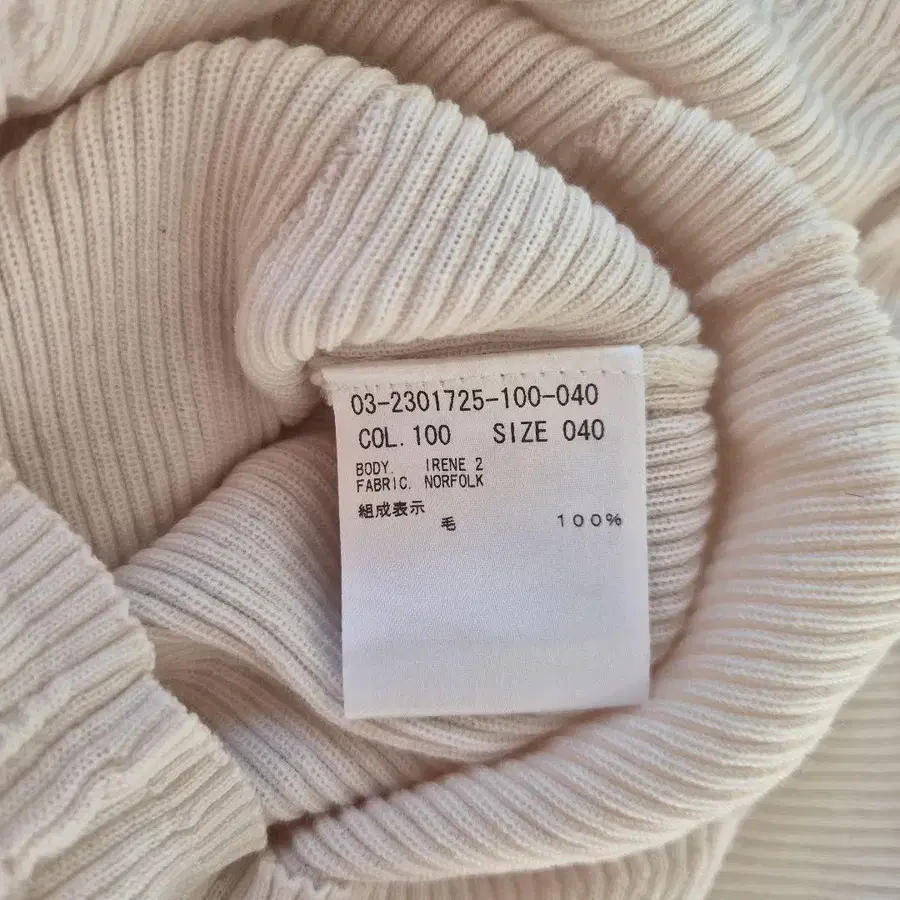 03-2301725-100-040
COL. 100 SIZE 040
BODY. IRENE 2
FABRIC. NORFOLK
組成表示
毛 100%